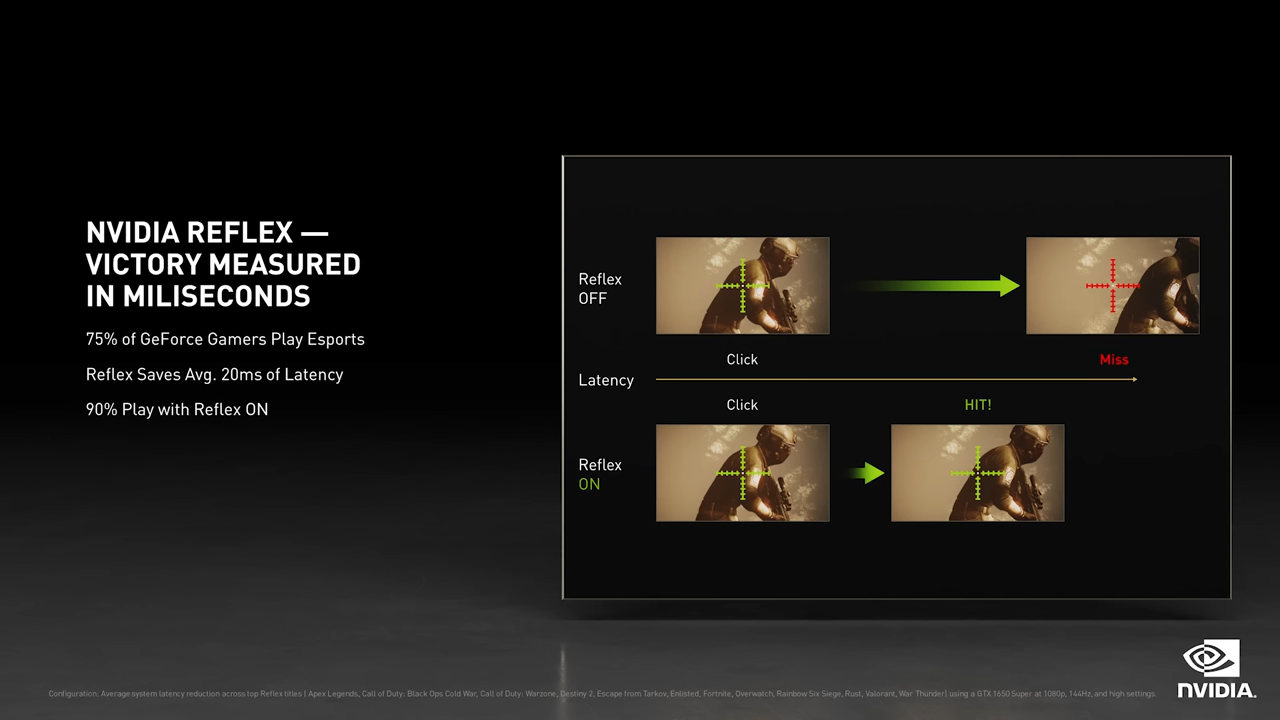 NVIDIA REFLEX —
VICTORY MEASURED
IN MILISECONDS
75% of GeForce Gamers Play Esports
Reflex Saves Avg. 20ms of Latency
90% Play with Reflex ON
Reflex
OFF
Click
Miss
Latency
Click
HIT!
Reflex
ON
Configuration: Average system latency reduction across top Reflex titles ( Apex Legends, Call of Duty: Black Ops Cold War, Call of Duty: Warzone, Destiny 2, Escape from Tarkov, Enlisted, Fortnite, Overwatch, Rainbow Six Siege, Rust, Valorant, War Thunder) using a GTX 1650 Super at 1080p, 144Hz, and high settings.
NVIDIA.